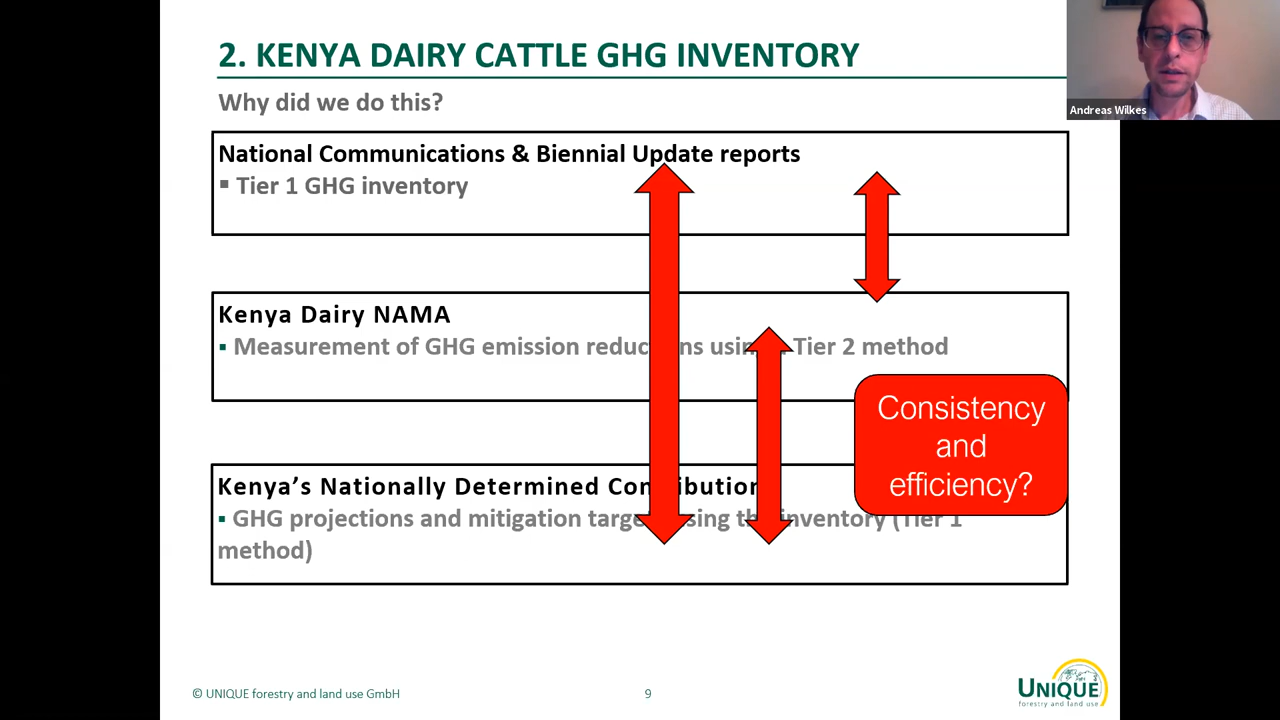 2. KENYA DAIRY CATTLE GHG INVENTORY
Why did we do this?
Andreas Wilkes
National Communications & Biennial Update reports
▪ Tier 1 GHG inventory
Kenya Dairy NAMA
▪ Measurement of GHG emission reduc ns usin Tier 2 method
Consistency
and
efficiency?
Kenya's Nationally Determined Con ibution
▪ GHG projections and mitigation targe sing th inventory (Tier 1
method)
© UNIQUE forestry and land use GmbH
9
UNIQUE
forestry and land use